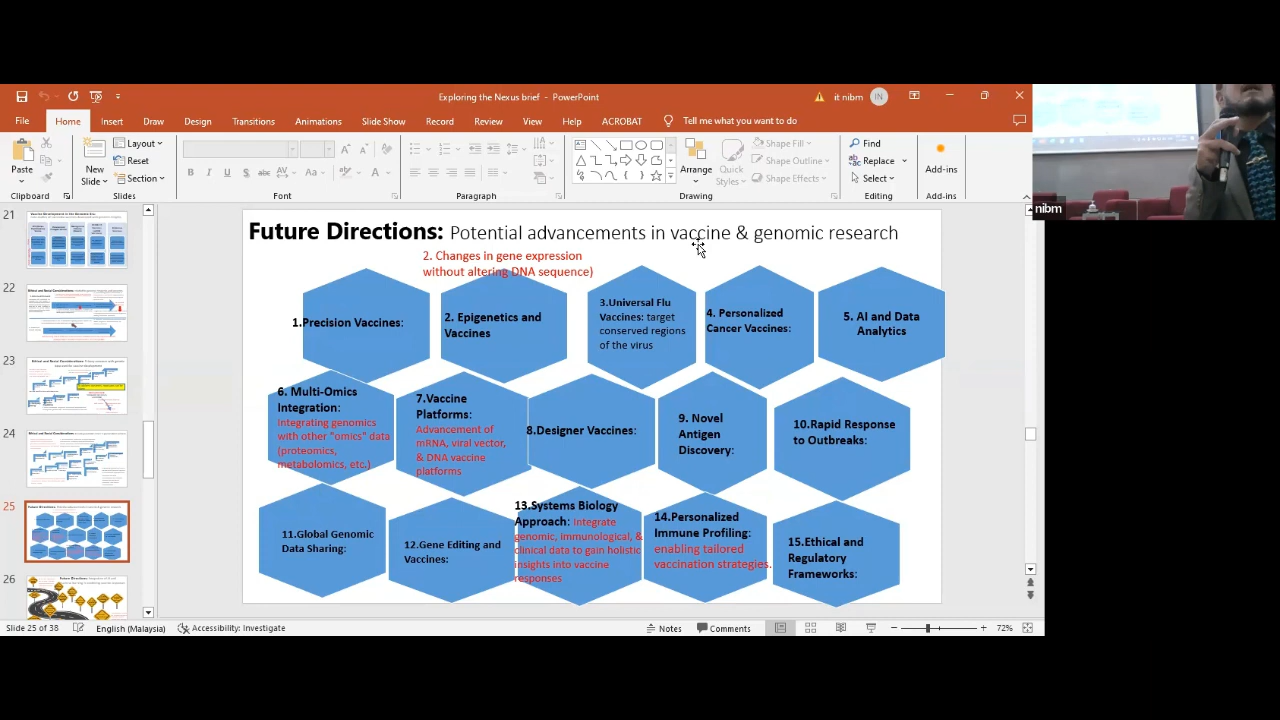 Exploring the Nexus brief - PowerPoint
it nibm
IN
File
Home
Insert
Draw
Design
Transitions
Animations
Slide Show
Record
Review
View
Help
ACROBAT
Tell me what you want to do
Paste
Clipboard
New
Slide
Layout
Reset
Section
Slides
B I U S abc AV Aa A
Font
Paragraph
Arrange
Quick
Styles
Shape Fill
Shape Outline
Shape Effects
Drawing
Find
Replace
Select
Editing
Add-ins
Add-ins
nibm
21
22
23
24
25
26
Future Directions: Potential advancements in vaccine & genomic research
2. Changes in gene expression
without altering DNA sequence)
1.Precision Vaccines:
2. Epigenetics and
Vaccines
3.Universal Flu
Vaccines: target
conserved regions
of the virus
4. Personalized
Cancer Vaccines:
5. AI and Data
Analytics
6. Multi-Omics
Integration:
Integrating genomics
with other "omics" data
(proteomics,
metabolomics, etc.)
7.Vaccine
Platforms:
Advancement of
mRNA, viral vector,
& DNA vaccine
platforms
8.Designer Vaccines:
9. Novel
Antigen
Discovery:
10.Rapid Response
to Outbreaks:
11.Global Genomic
Data Sharing:
12.Gene Editing and
Vaccines:
13.Systems Biology
Approach: Integrate
genomic, immunological, &
clinical data to gain holistic
insights into vaccine
responses
14.Personalized
Immune Profiling:
enabling tailored
vaccination strategies.
15.Ethical and
Regulatory
Frameworks:
Slide 25 of 38
English (Malaysia)
Accessibility: Investigate
Notes
Comments
72%